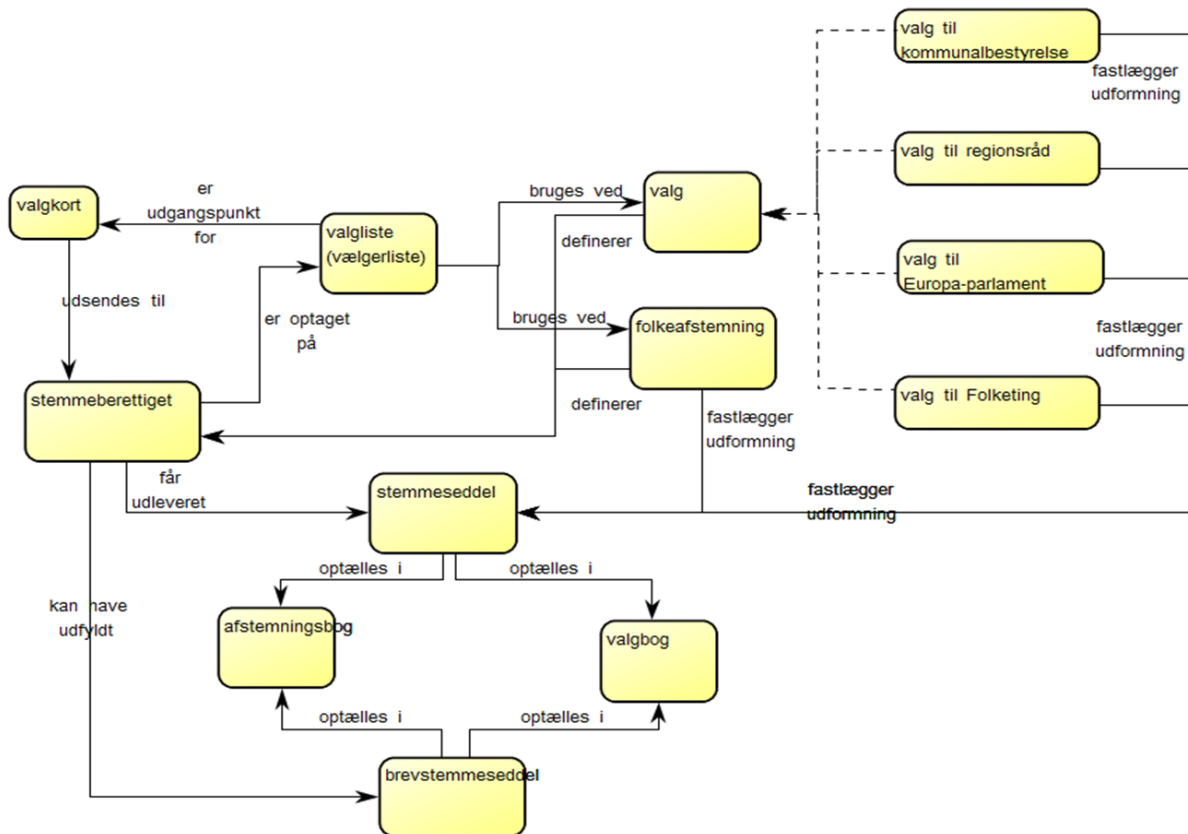 valg til
kommunalbestyrelse
fastlægger
udformning
valg til regionsråd
er
udgangspunkt
for
valgkort
valgliste
(vælgerliste)
bruges ved
valg
definerer
valg til
Europa-parlament
udsendes til
er optaget
på
bruges ved
folkeafstemning
fastlægger
udformning
stemmeberettiget
definerer
fastlægger
udformning
valg til Folketing
får
udleveret
stemmeseddel
fastlægger
udformning
optælles i
optælles i
kan have
udfyldt
afstemningsbog
valgbog
optælles i
optælles i
brevstemmeseddel